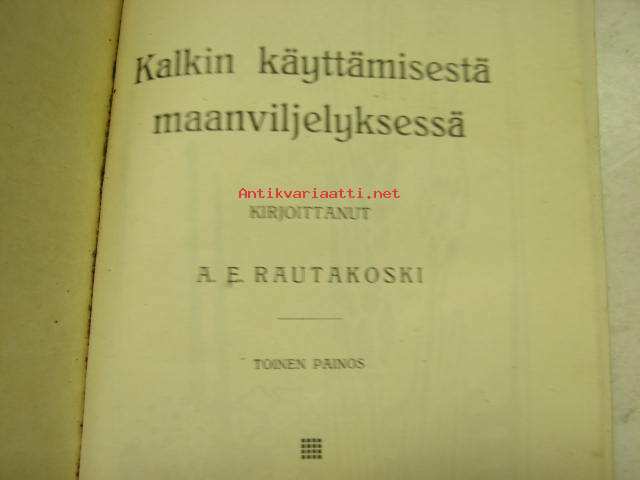 Kalkin käyttämisestä
maanviljelyksessä
Antikvariaatti.net
KIRJOITTANUT
A. E. RAUTAKOSKI
TOINEN PAINOS